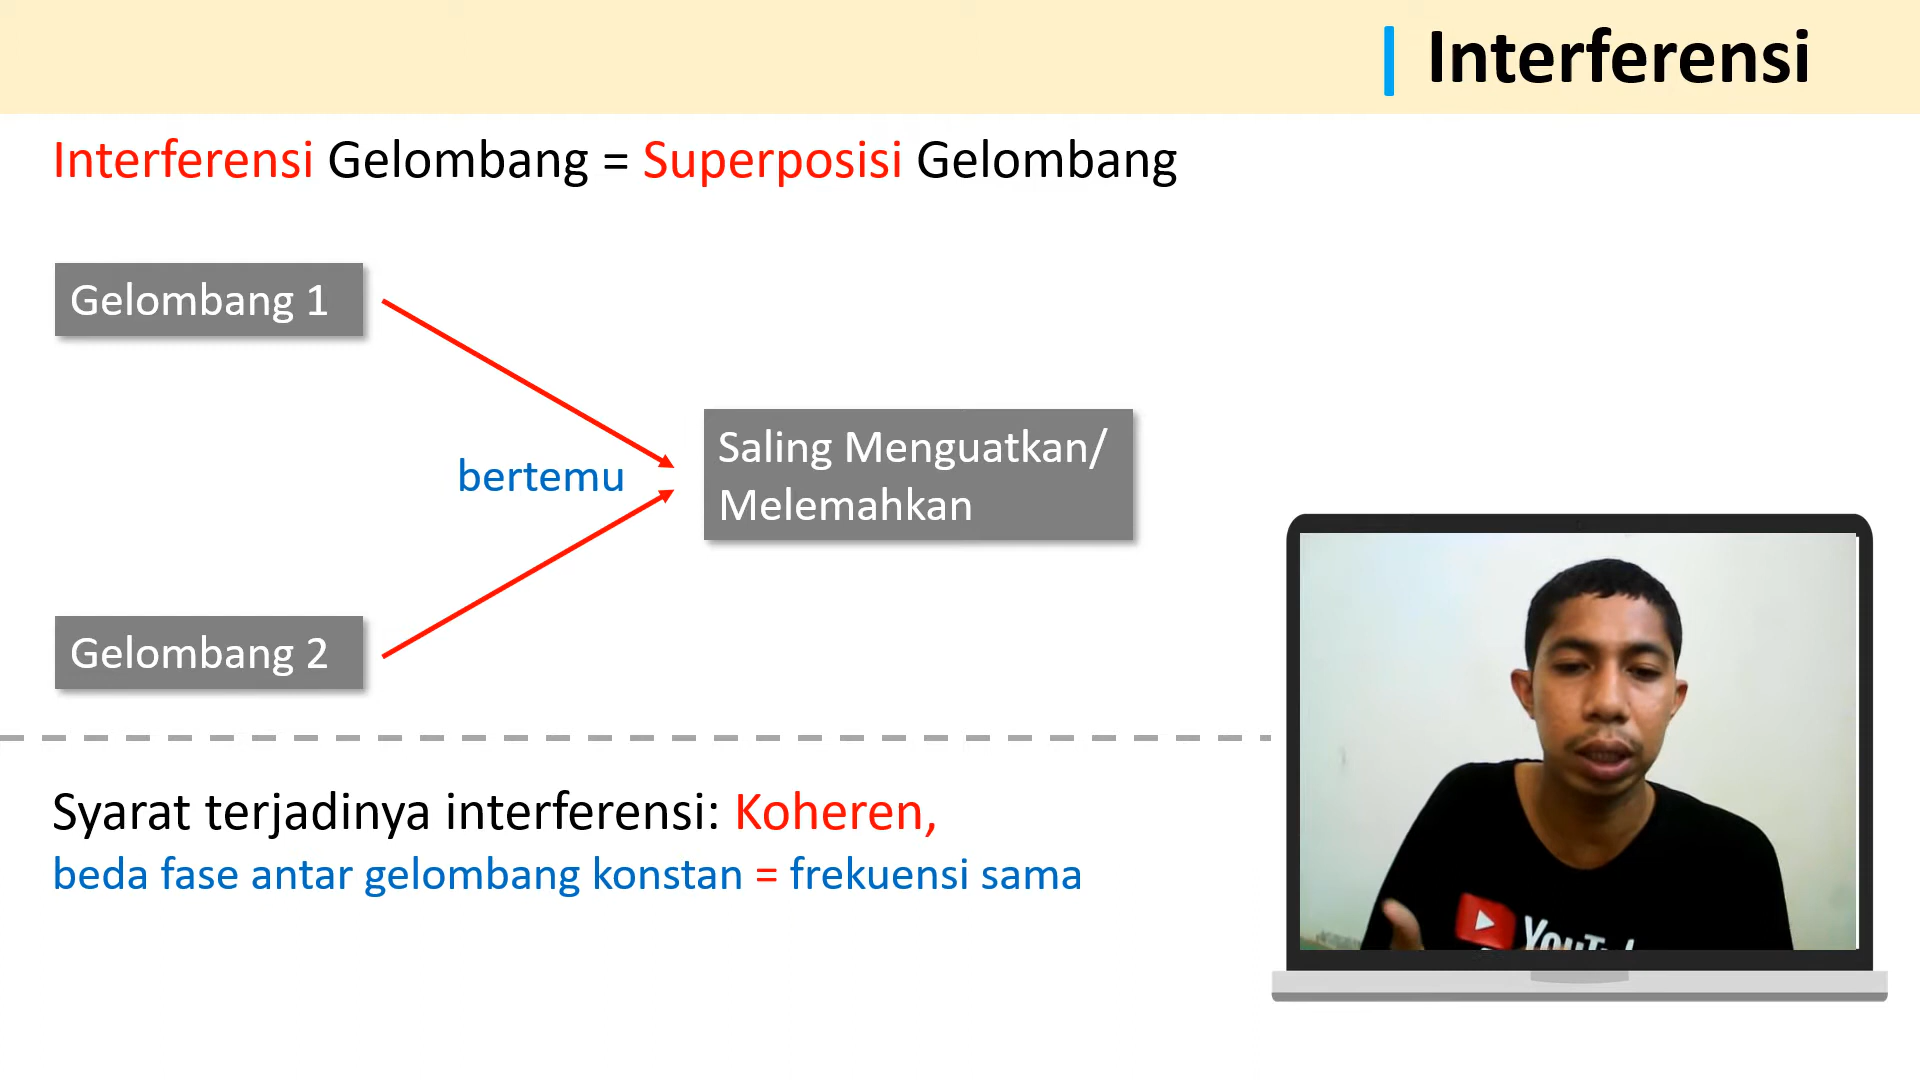 Interferensi
Interferensi Gelombang = Superposisi Gelombang
Gelombang 1
bertemu
Saling Menguatkan/
Melemahkan
Gelombang 2
Syarat terjadinya interferensi: Koheren,
beda fase antar gelombang konstan = frekuensi sama